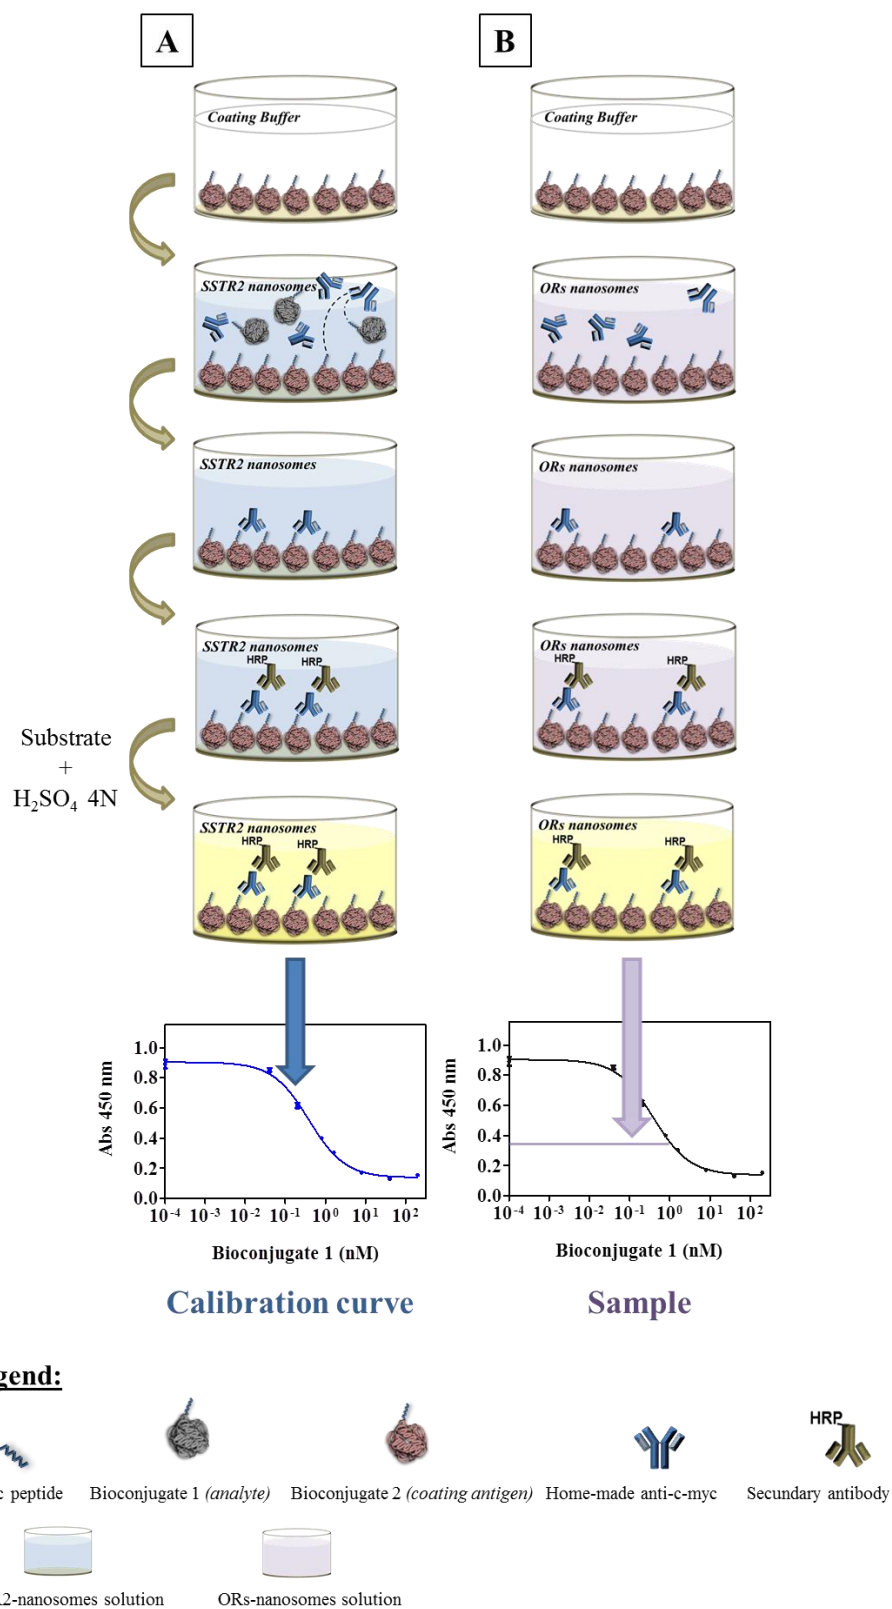 A
B
Coating Buffer
Coating Buffer
SSTR2 nanosomes
ORs nanosomes
SSTR2 nanosomes
ORs nanosomes
SSTR2 nanosomes
HRP HRP
ORs nanosomes
HRP HRP
Substrate
+
H₂SO₄ 4N
SSTR2 nanosomes
HRP HRP
ORs nanosomes
HRP HRP
Abs 450 nm
1.0
0.8
0.6
0.4
0.2
0.0
10⁻⁴ 10⁻³ 10⁻² 10⁻¹ 10⁰ 10¹ 10²
Bioconjugate 1 (nM)
Calibration curve
Abs 450 nm
1.0
0.8
0.6
0.4
0.2
0.0
10⁻⁴ 10⁻³ 10⁻² 10⁻¹ 10⁰ 10¹ 10²
Bioconjugate 1 (nM)
Sample
gend:
HRP
c peptide
Bioconjugate 1 (analyte)
Bioconjugate 2 (coating antigen)
Home-made anti-c-myc
Secundary antibody
2-nanosomes solution
ORs-nanosomes solution